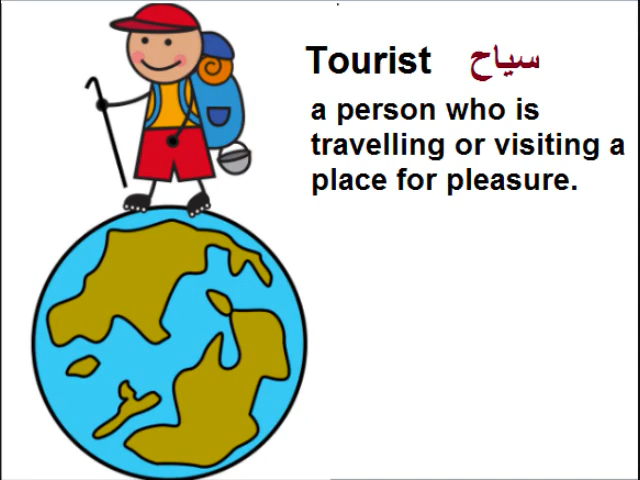 Tourist سياح
a person who is
travelling or visiting a
place for pleasure.